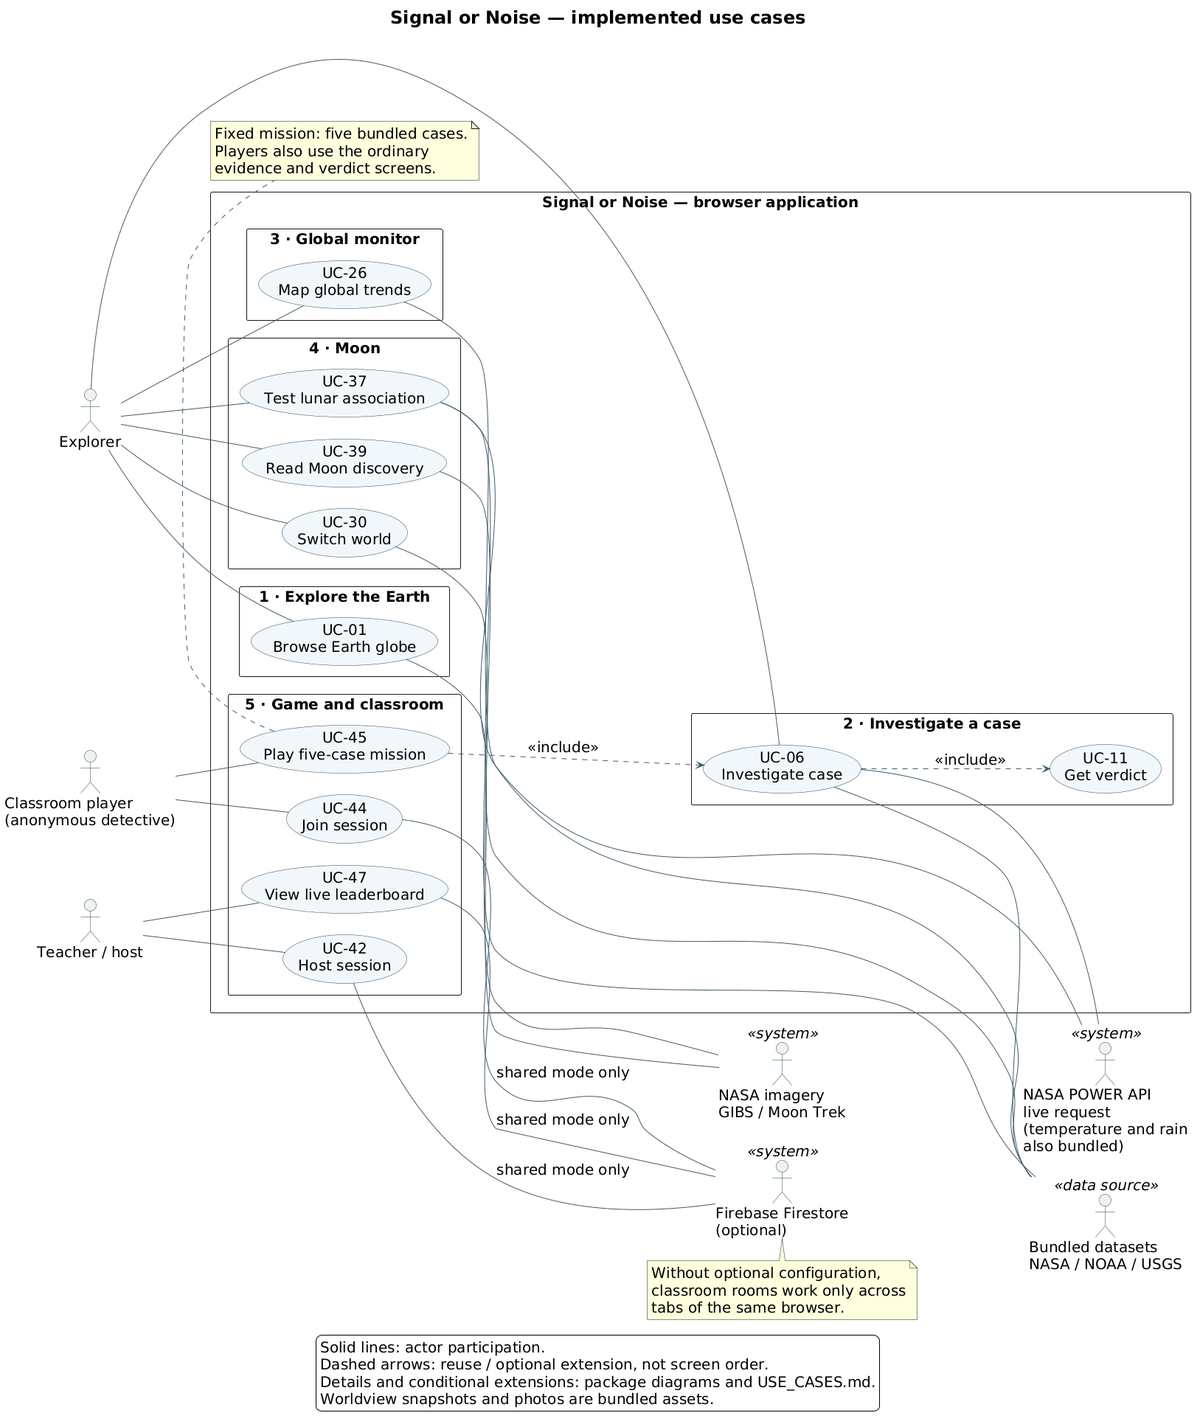 Signal or Noise — implemented use cases
Fixed mission: five bundled cases.
Players also use the ordinary
evidence and verdict screens.
Signal or Noise — browser application
3 · Global monitor
UC-26
Map global trends
4 · Moon
UC-37
Test lunar association
UC-39
Read Moon discovery
UC-30
Switch world
Explorer
1 · Explore the Earth
UC-01
Browse Earth globe
5 · Game and classroom
UC-45
Play five-case mission
«include»
2 · Investigate a case
UC-06
Investigate case
«include»
UC-11
Get verdict
Classroom player
(anonymous detective)
UC-44
Join session
UC-47
View live leaderboard
Teacher / host
UC-42
Host session
«system»
NASA imagery
GIBS / Moon Trek
«system»
NASA POWER API
live request
(temperature and rain
also bundled)
shared mode only
shared mode only
shared mode only
«system»
Firebase Firestore
(optional)
«data source»
Bundled datasets
NASA / NOAA / USGS
Without optional configuration,
classroom rooms work only across
tabs of the same browser.
Solid lines: actor participation.
Dashed arrows: reuse / optional extension, not screen order.
Details and conditional extensions: package diagrams and USE_CASES.md.
Worldview snapshots and photos are bundled assets.